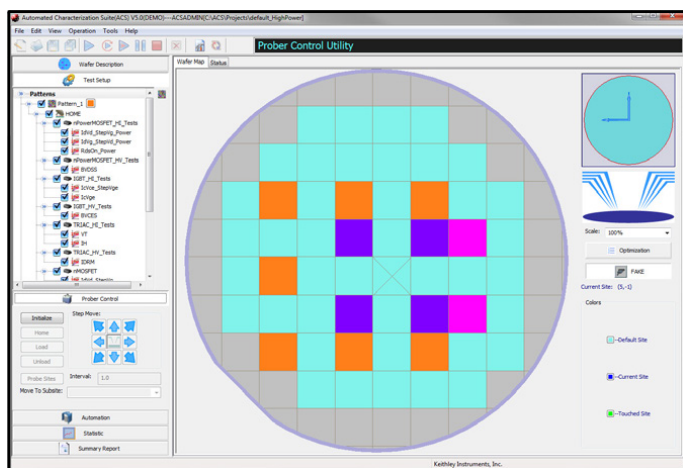 Automated Characterization Suite(ACS) V5.0(DEMO)---ACSADMIN(C:\ACS\Projects\default_HighPower)
File Edit View Operation Tools Help
Prober Control Utility
Wafer Description
Test Setup
Patterns
Pattern_1
HOME
nPowerMOSFET_HI_Tests
IdVd_StepVg_Power
IdVg_StepVd_Power
RdsOn_Power
nPowerMOSFET_HV_Tests
BVDSS
IGBT_HI_Tests
IcVce_StepVge
IcVge
IGBT_HV_Tests
BVCES
TRIAC_HI_Tests
VT
IH
TRIAC_HV_Tests
IDRM
nMOSFET
IdVd_StepVg
Prober Control
Initialize
Home
Load
Unload
Probe Sites
Step Move:
Interval: 1.0
Move To Subsite:
Automation
Statistic
Summary Report
Wafer Map Status
Scale: 100%
Optimization
FAKE
Current Site: (5,-1)
Colors
--Default Site
--Current Site
--Touched Site
Keithley Instruments, Inc.